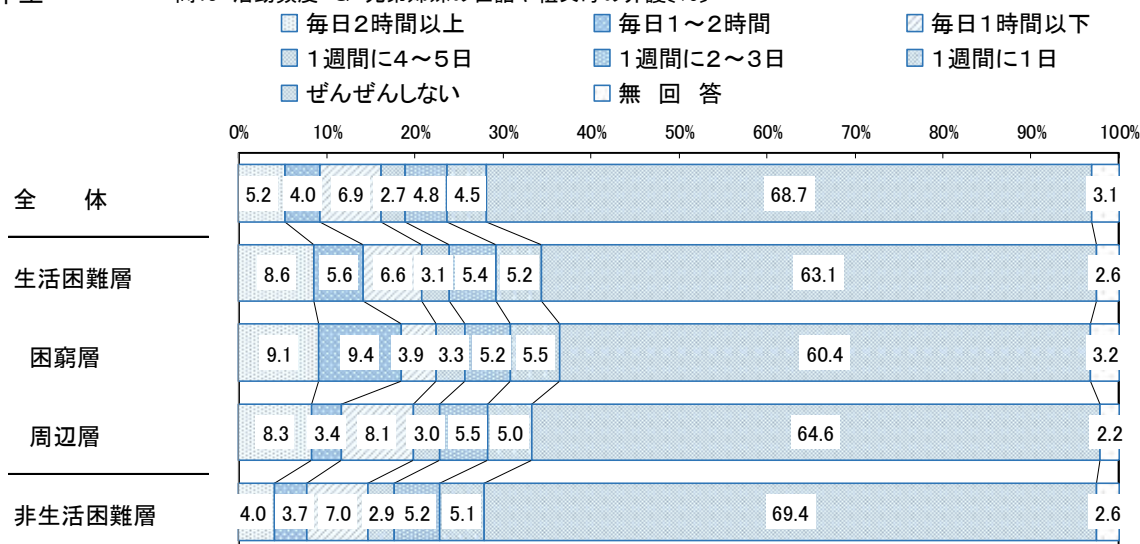 毎日2時間以上 毎日1～2時間 毎日1時間以下
1週間に4～5日 1週間に2～3日 1週間に1日
ぜんぜんしない 無 回 答
0% 10% 20% 30% 40% 50% 60% 70% 80% 90% 100%
全 体 5.2 4.0 6.9 2.7 4.8 4.5 68.7 3.1
生活困難層 8.6 5.6 6.6 3.1 5.4 5.2 63.1 2.6
困窮層 9.1 9.4 3.9 3.3 5.2 5.5 60.4 3.2
周辺層 8.3 3.4 8.1 3.0 5.5 5.0 64.6 2.2
非生活困難層 4.0 3.7 7.0 2.9 5.2 5.1 69.4 2.6